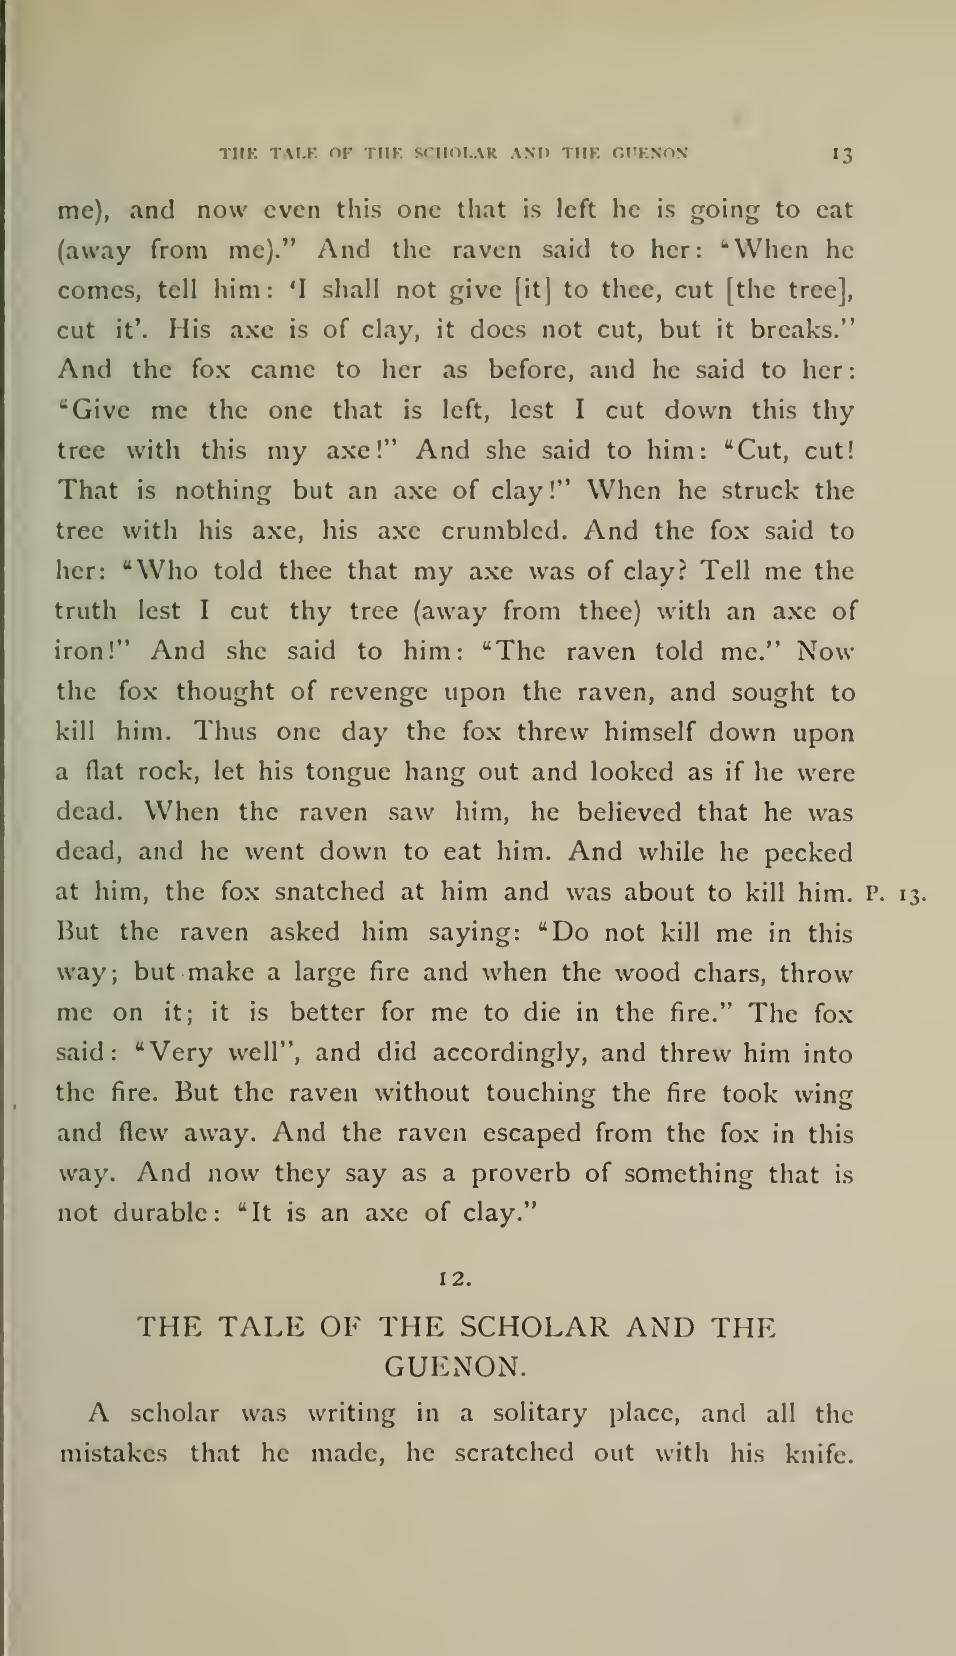 THE TALE OF THE SCHOLAR AND THE GUENON 13
me), and now even this one that is left he is going to eat
(away from me).” And the raven said to her: “When he
comes, tell him: ‘I shall not give [it] to thee, cut [the tree],
cut it’. His axe is of clay, it does not cut, but it breaks.”
And the fox came to her as before, and he said to her:
“Give me the one that is left, lest I cut down this thy
tree with this my axe!” And she said to him: “Cut, cut!
That is nothing but an axe of clay!” When he struck the
tree with his axe, his axe crumbled. And the fox said to
her: “Who told thee that my axe was of clay? Tell me the
truth lest I cut thy tree (away from thee) with an axe of
iron!” And she said to him: “The raven told me.” Now
the fox thought of revenge upon the raven, and sought to
kill him. Thus one day the fox threw himself down upon
a flat rock, let his tongue hang out and looked as if he were
dead. When the raven saw him, he believed that he was
dead, and he went down to eat him. And while he pecked
at him, the fox snatched at him and was about to kill him. P. 13.
But the raven asked him saying: “Do not kill me in this
way; but make a large fire and when the wood chars, throw
me on it; it is better for me to die in the fire.” The fox
said: “Very well”, and did accordingly, and threw him into
the fire. But the raven without touching the fire took wing
and flew away. And the raven escaped from the fox in this
way. And now they say as a proverb of something that is
not durable: “It is an axe of clay.”
12.
THE TALE OF THE SCHOLAR AND THE
GUENON.
A scholar was writing in a solitary place, and all the
mistakes that he made, he scratched out with his knife.